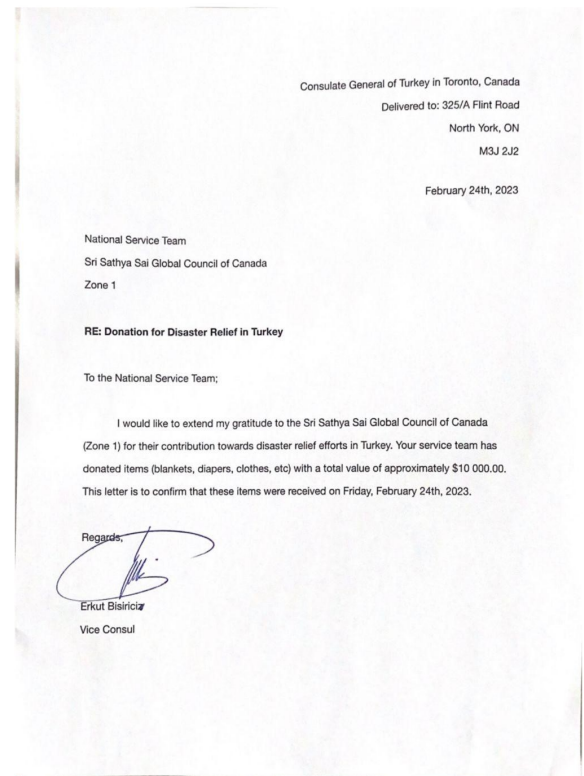 Consulate General of Turkey in Toronto, Canada
Delivered to: 325/A Flint Road
North York, ON
M3J 2J2
February 24th, 2023
National Service Team
Sri Sathya Sai Global Council of Canada
Zone 1
RE: Donation for Disaster Relief in Turkey
To the National Service Team;
I would like to extend my gratitude to the Sri Sathya Sai Global Council of Canada
(Zone 1) for their contribution towards disaster relief efforts in Turkey. Your service team has
donated items (blankets, diapers, clothes, etc) with a total value of approximately $10 000.00.
This letter is to confirm that these items were received on Friday, February 24th, 2023.
Regards,
Erkut
Vice Consul